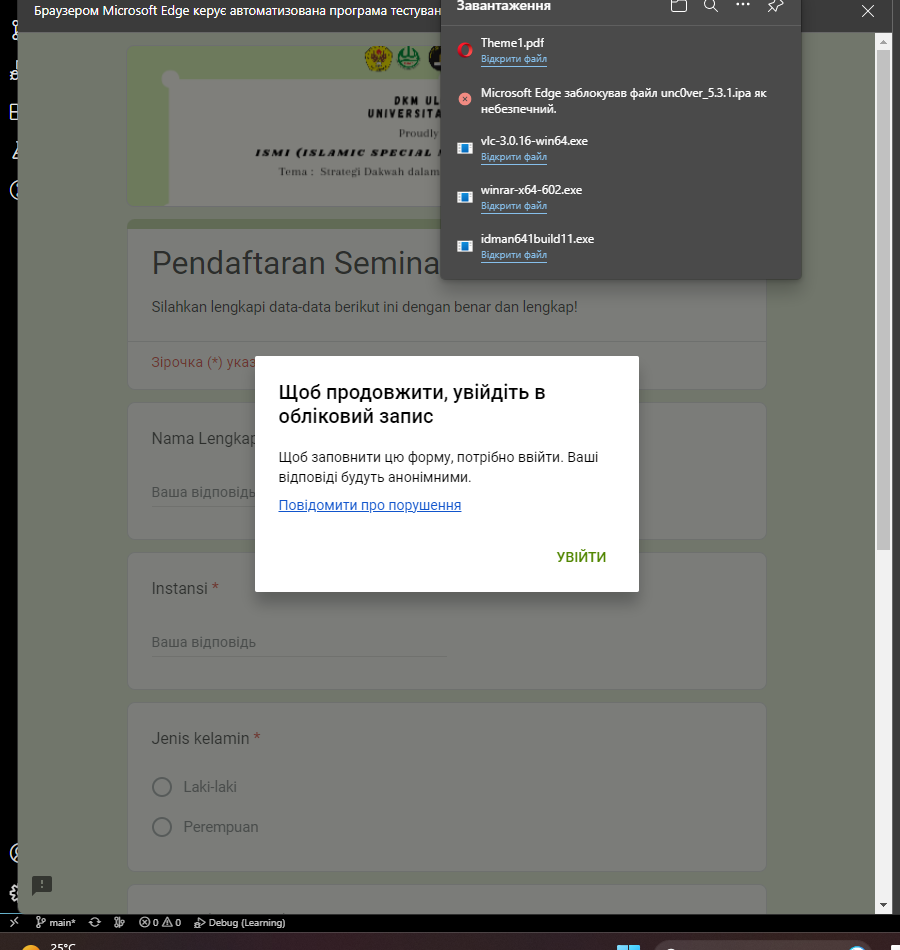 Браузером Microsoft Edge керує автоматизована програма тестуван
Завантаження
Theme1.pdf
Відкрити файл
Microsoft Edge заблокував файл unc0ver_5.3.1.ipa як
небезпечний.
vlc-3.0.16-win64.exe
Відкрити файл
winrar-x64-602.exe
Відкрити файл
idman641build11.exe
Відкрити файл
DKM UL
UNIVERSITA
Proudly
ISMI (ISLAMIC SPECIAL
Tema : Strategi Dakwah dalam
Pendaftaran Semina
Silahkan lengkapi data-data berikut ini dengan benar dan lengkap!
Зірочка (*) указ
Щоб продовжити, увійдіть в
обліковий запис
Щоб заповнити цю форму, потрібно ввійти. Ваші
відповіді будуть анонімними.
Повідомити про порушення
УВІЙТИ
Nama Lengkap
Ваша відповідь
Instansi *
Ваша відповідь
Jenis kelamin *
Laki-laki
Perempuan
main* 0 0 Debug (Learning)
25°C